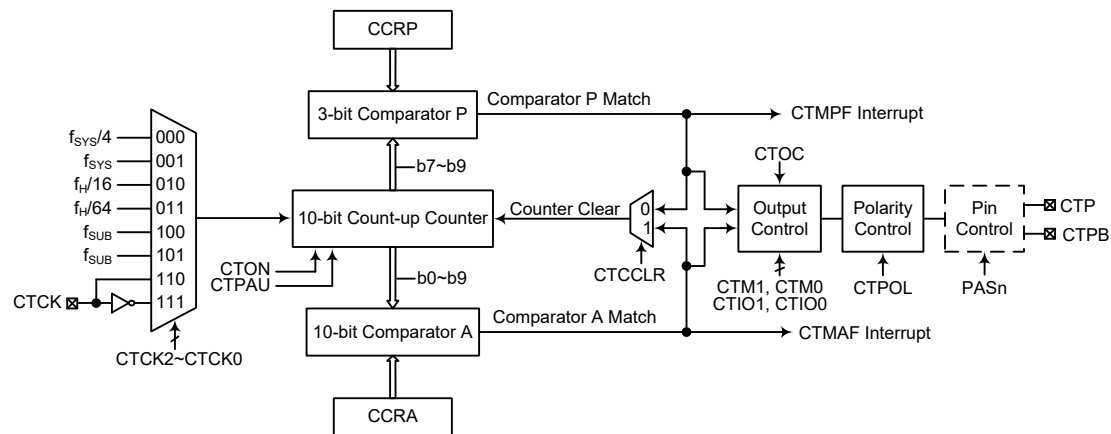 CCRP
3-bit Comparator P
Comparator P Match
CTMPF Interrupt
b7~b9
fSYS/4
000
fSYS
001
fH/16
010
fH/64
011
fSUB
100
fSUB
101
110
111
CTCK
CTCK2~CTCK0
10-bit Count-up Counter
CTON
CTPAU
Counter Clear
0
1
CTCCLR
CTOC
Output
Control
CTM1, CTM0
CTIO1, CTIO0
Polarity
Control
CTPOL
Pin
Control
PASn
CTP
CTPB
b0~b9
10-bit Comparator A
Comparator A Match
CTMAF Interrupt
CCRA